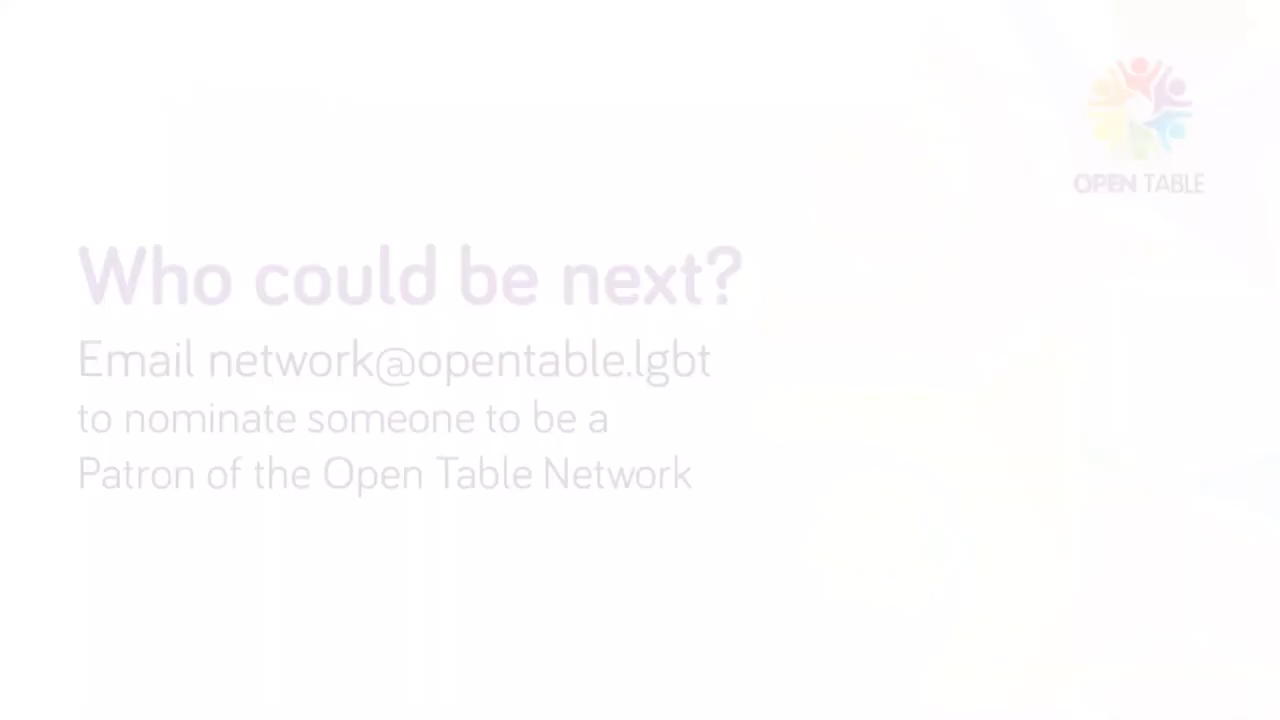 OPEN TABLE
Who could be next?
Email network@opentable.lgbt
to nominate someone to be a
Patron of the Open Table Network